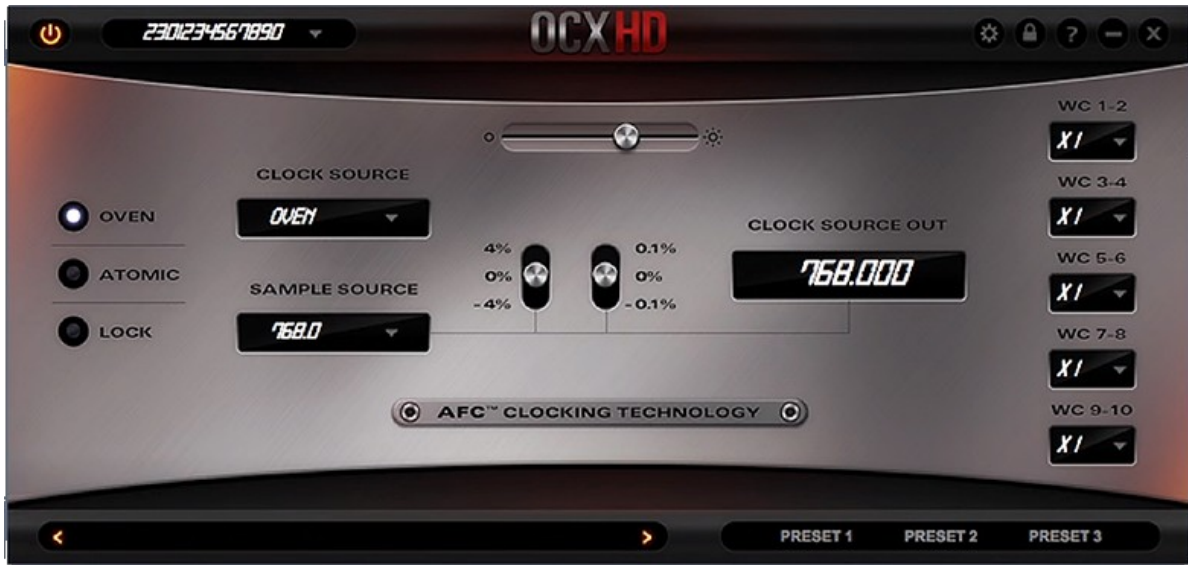 2301234567890
OCXHD
?
WC 1-2
X1
CLOCK SOURCE
WC 3-4
OVEN
OVEN
X1
CLOCK SOURCE OUT
4%
0.1%
WC 5-6
ATOMIC
0%
0%
768.000
SAMPLE SOURCE
X1
-4%
-0.1%
LOCK
768.0
WC 7-8
X1
AFC™ CLOCKING TECHNOLOGY
WC 9-10
X1
< >
PRESET 1 PRESET 2 PRESET 3